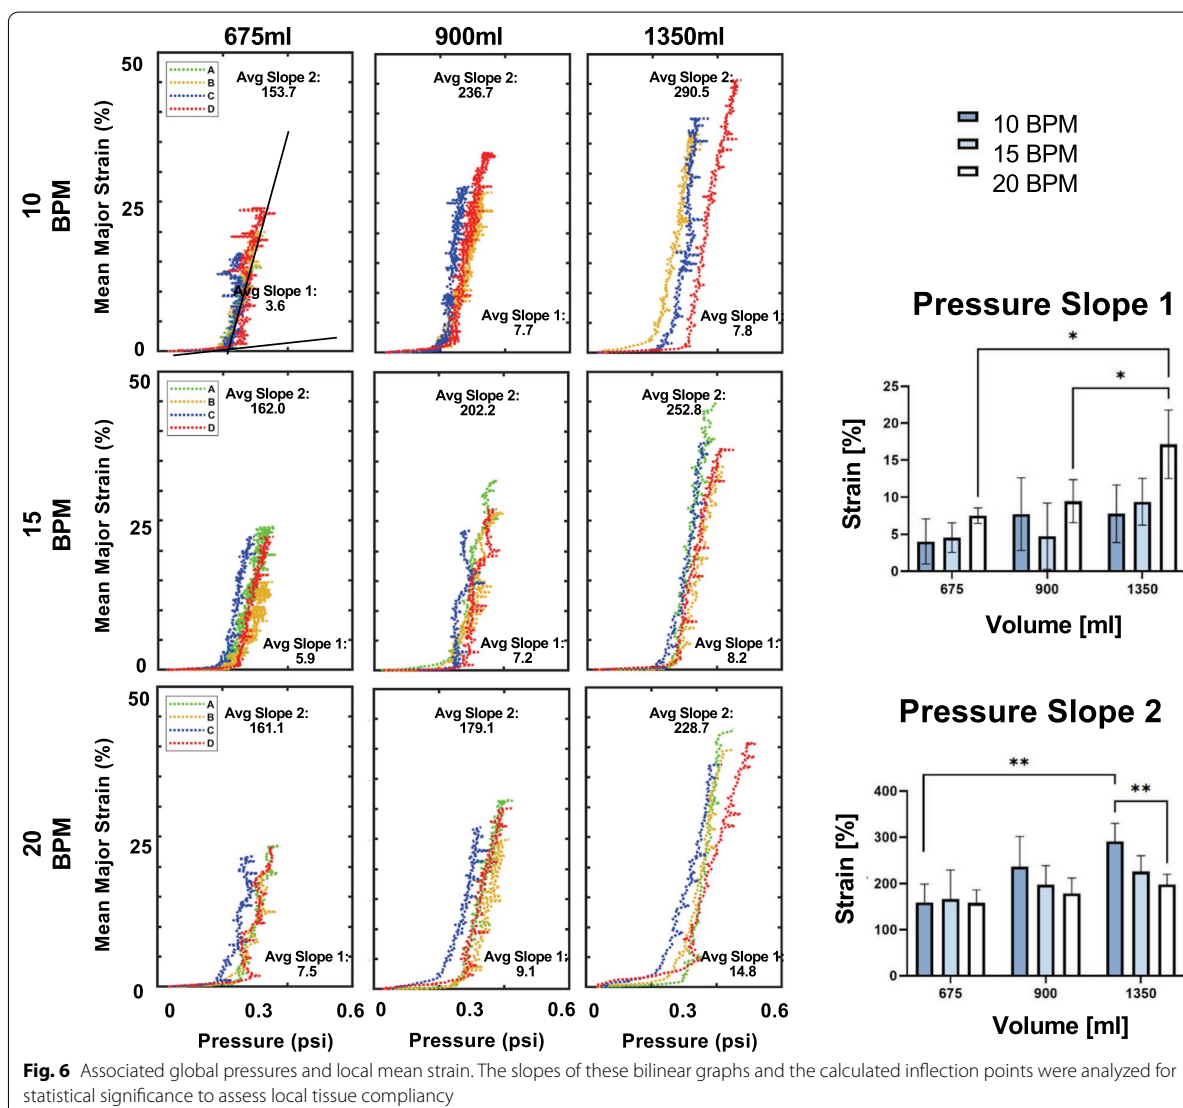 675ml
900ml
1350ml
10
BPM
Mean Major Strain (%)
50
25
0
A
B
C
D
Avg Slope 2:
153.7
Avg Slope 1:
3.6
Avg Slope 2:
236.7
Avg Slope 1:
7.7
Avg Slope 2:
290.5
Avg Slope 1:
7.8
15
BPM
Mean Major Strain (%)
50
25
0
A
B
C
D
Avg Slope 2:
162.0
Avg Slope 1:
5.9
Avg Slope 2:
202.2
Avg Slope 1:
7.2
Avg Slope 2:
252.8
Avg Slope 1:
8.2
20
BPM
Mean Major Strain (%)
50
25
0
A
B
C
D
Avg Slope 2:
161.1
Avg Slope 1:
7.5
Avg Slope 2:
179.1
Avg Slope 1:
9.1
Avg Slope 2:
228.7
Avg Slope 1:
14.8
0 0.3 0.6
Pressure (psi)
0 0.3 0.6
Pressure (psi)
0 0.3 0.6
Pressure (psi)
10 BPM
15 BPM
20 BPM
Pressure Slope 1
*
*
Strain [%]
25
20
15
10
5
0
675 900 1350
Volume [ml]
Pressure Slope 2
**
**
Strain [%]
400
300
200
100
0
675 900 1350
Volume [ml]
Fig. 6 Associated global pressures and local mean strain. The slopes of these bilinear graphs and the calculated inflection points were analyzed for
statistical significance to assess local tissue compliancy